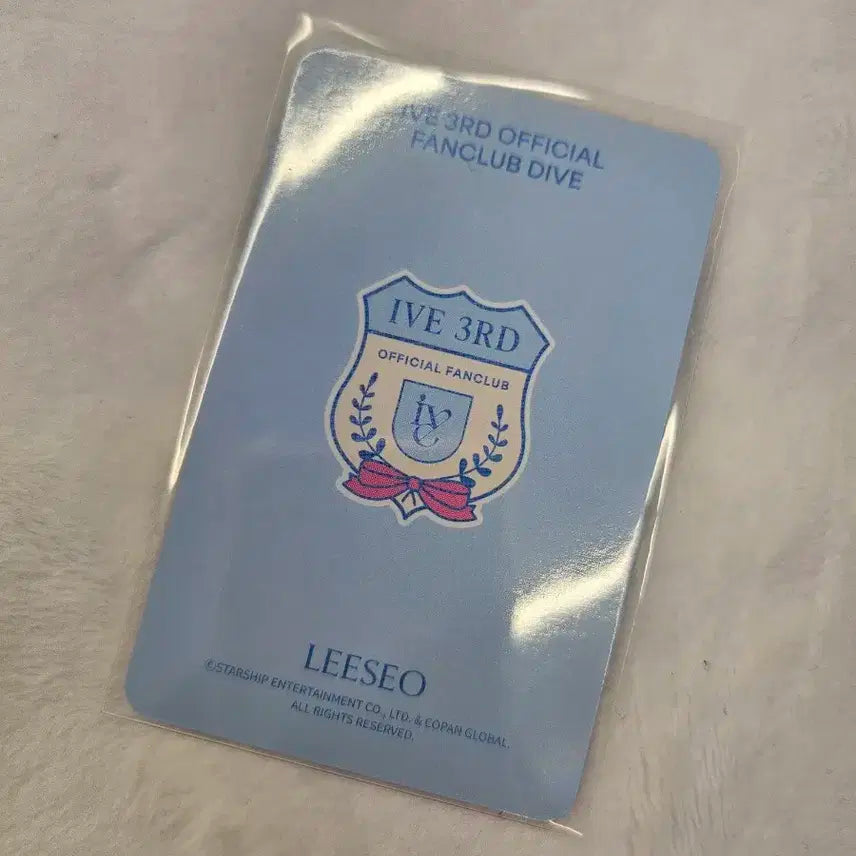 IVE 3RD OFFICIAL
FANCLUB DIVE
IVE 3RD
OFFICIAL FANCLUB
ive
LEESEO
©STARSHIP ENTERTAINMENT CO., LTD. & EOPAN GLOBAL.
ALL RIGHTS RESERVED.